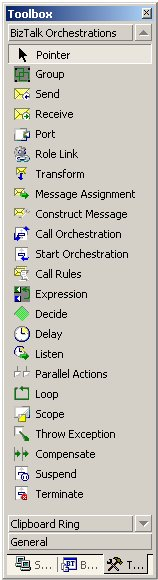 Toolbox
BizTalk Orchestrations
Pointer
Group
Send
Receive
Port
Role Link
Transform
Message Assignment
Construct Message
Call Orchestration
Start Orchestration
Call Rules
Expression
Decide
Delay
Listen
Parallel Actions
Loop
Scope
Throw Exception
Compensate
Suspend
Terminate
Clipboard Ring
General
S... B... T...